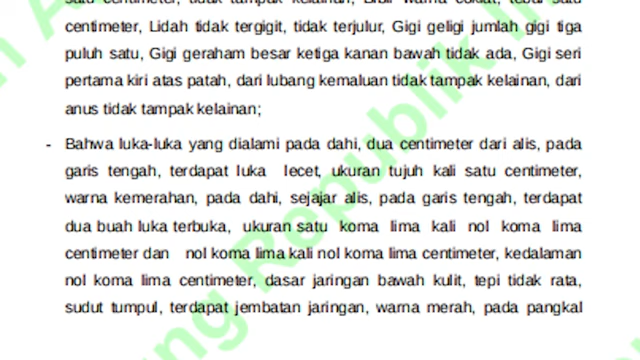 centimeter, Lidah tidak tergigit, tidak terjulur, Gigi geligi jumlah gigi tiga
puluh satu, Gigi geraham besar ketiga kanan bawah tidak ada, Gigi seri
pertama kiri atas patah, dari lubang kemaluan tidak tampak kelainan, dari
anus tidak tampak kelainan;
- Bahwa luka-luka yang dialami pada dahi, dua centimeter dari alis, pada
garis tengah, terdapat luka lecet, ukuran tujuh kali satu centimeter,
warna kemerahan, pada dahi, sejajar alis, pada garis tengah, terdapat
dua buah luka terbuka, ukuran satu koma lima kali nol koma lima
centimeter dan nol koma lima kali nol koma lima centimeter, kedalaman
nol koma lima centimeter, dasar jaringan bawah kulit, tepi tidak rata,
sudut tumpul, terdapat jembatan jaringan, warna merah, pada pangkal
Republik